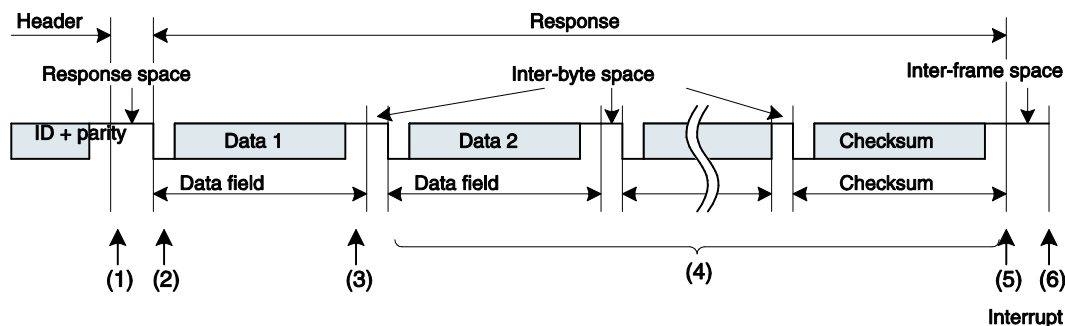 Header
Response
Response space
Inter-byte space
Inter-frame space
ID + parity
Data 1
Data 2
Checksum
Data field
Data field
Checksum
(1)
(2)
(3)
(4)
(5)
(6)
Interrupt